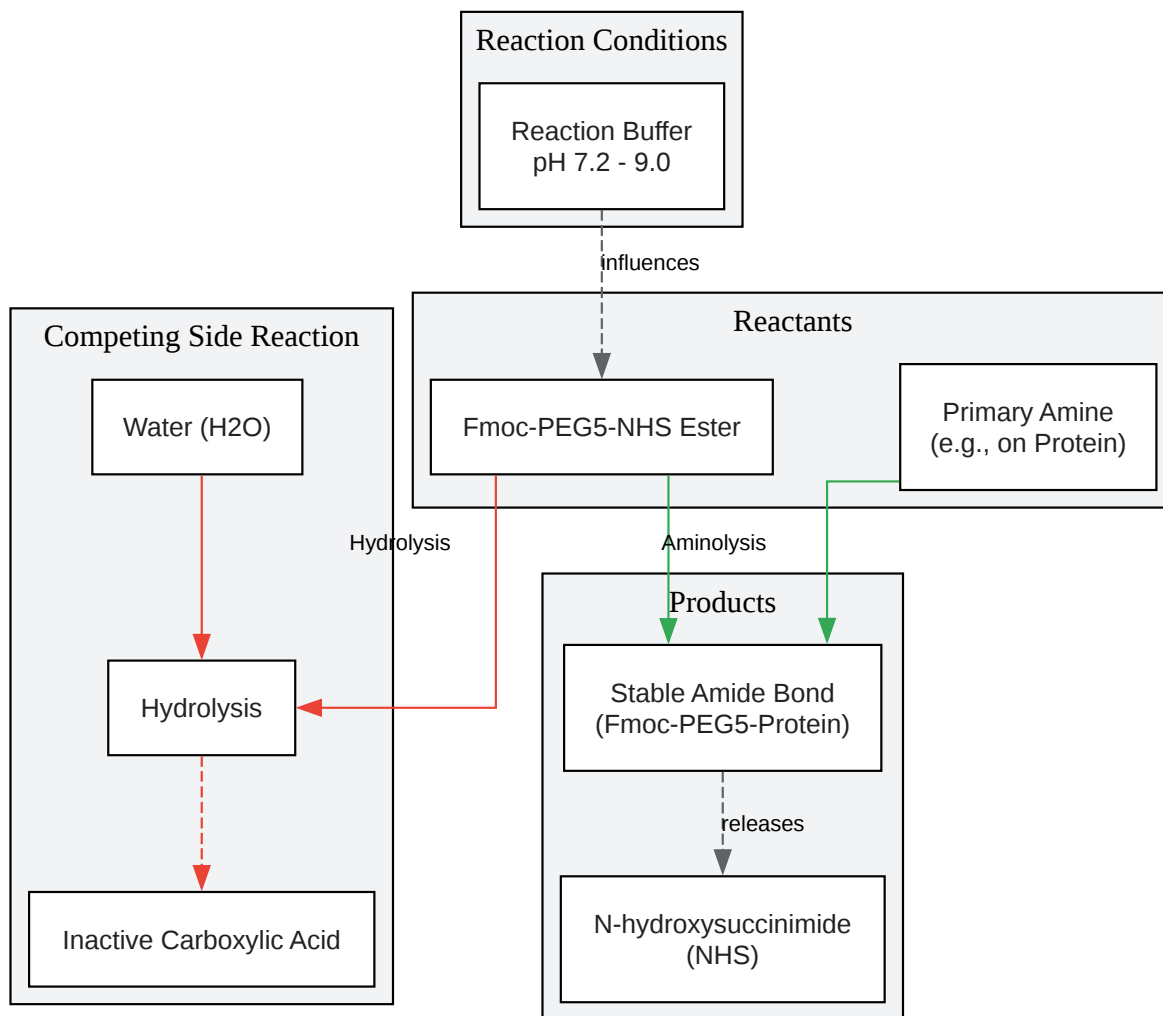 Reaction Conditions
Reaction Buffer
pH 7.2 - 9.0
influences
Reactants
Fmoc-PEG5-NHS Ester
Primary Amine
(e.g., on Protein)
Competing Side Reaction
Water (H2O)
Hydrolysis
Aminolysis
Products
Hydrolysis
Stable Amide Bond
(Fmoc-PEG5-Protein)
releases
Inactive Carboxylic Acid
N-hydroxysuccinimide
(NHS)